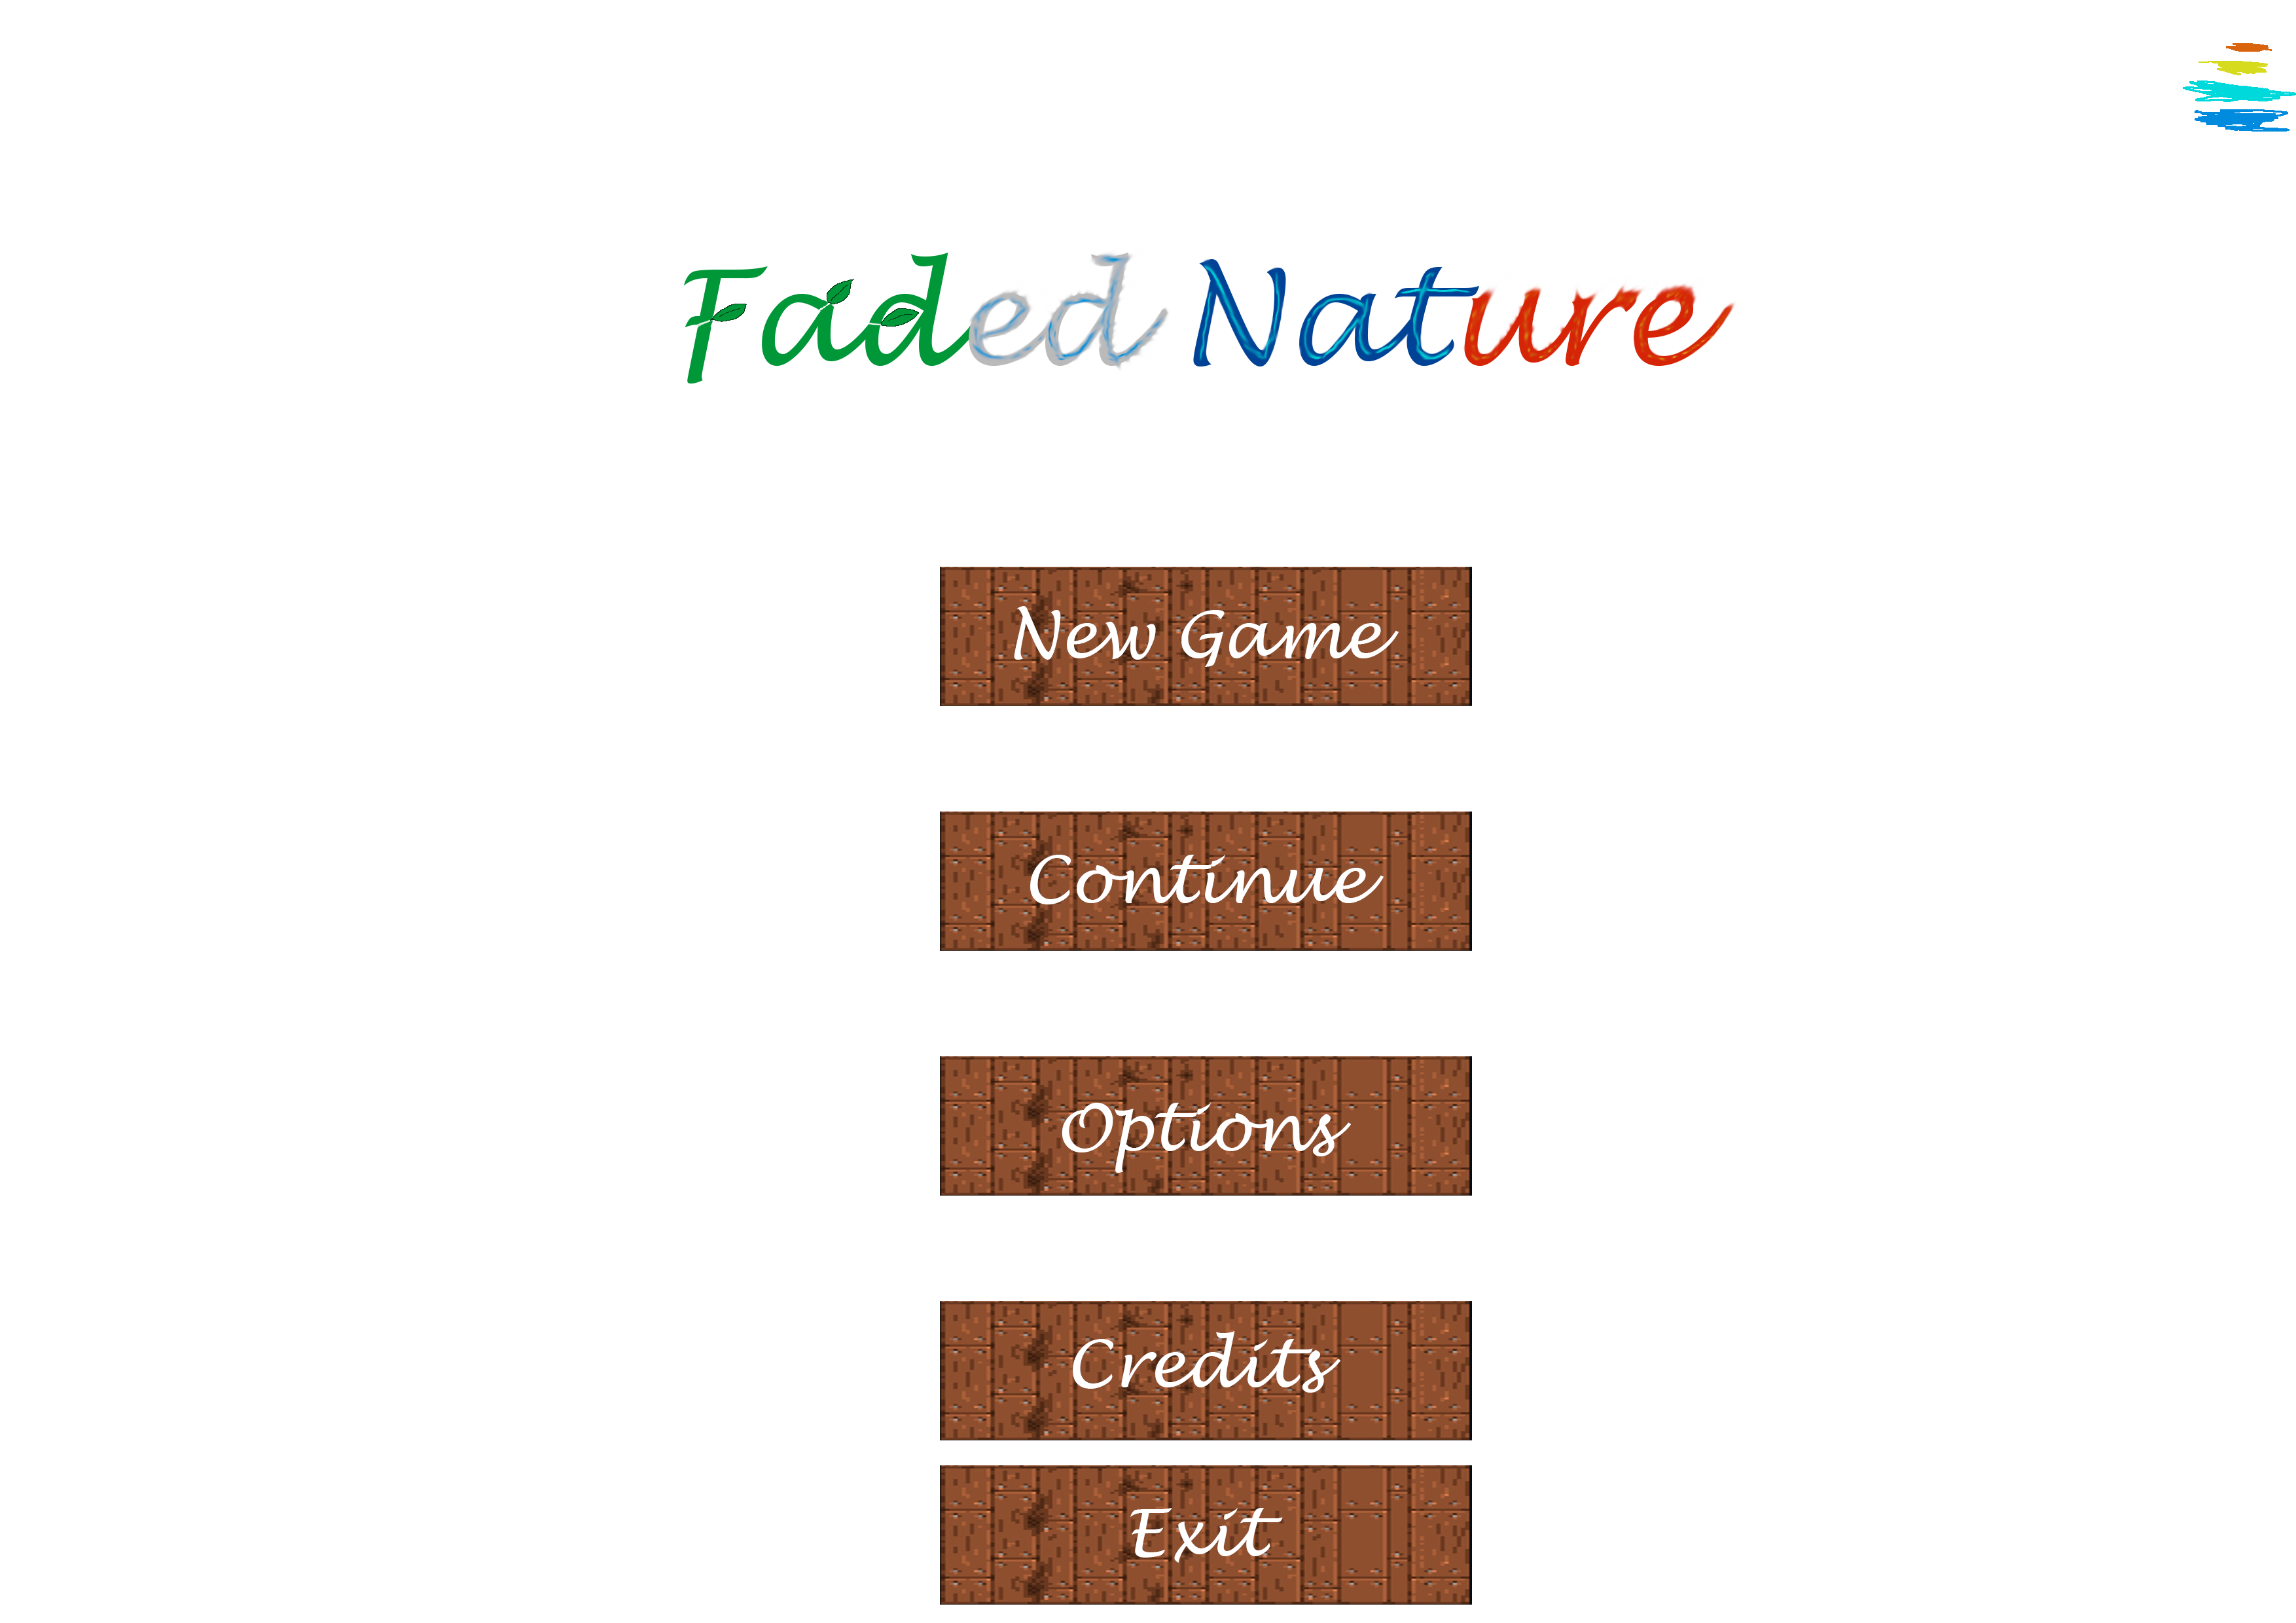 Faded Nature
New Game
Continue
Options
Credits
Exit